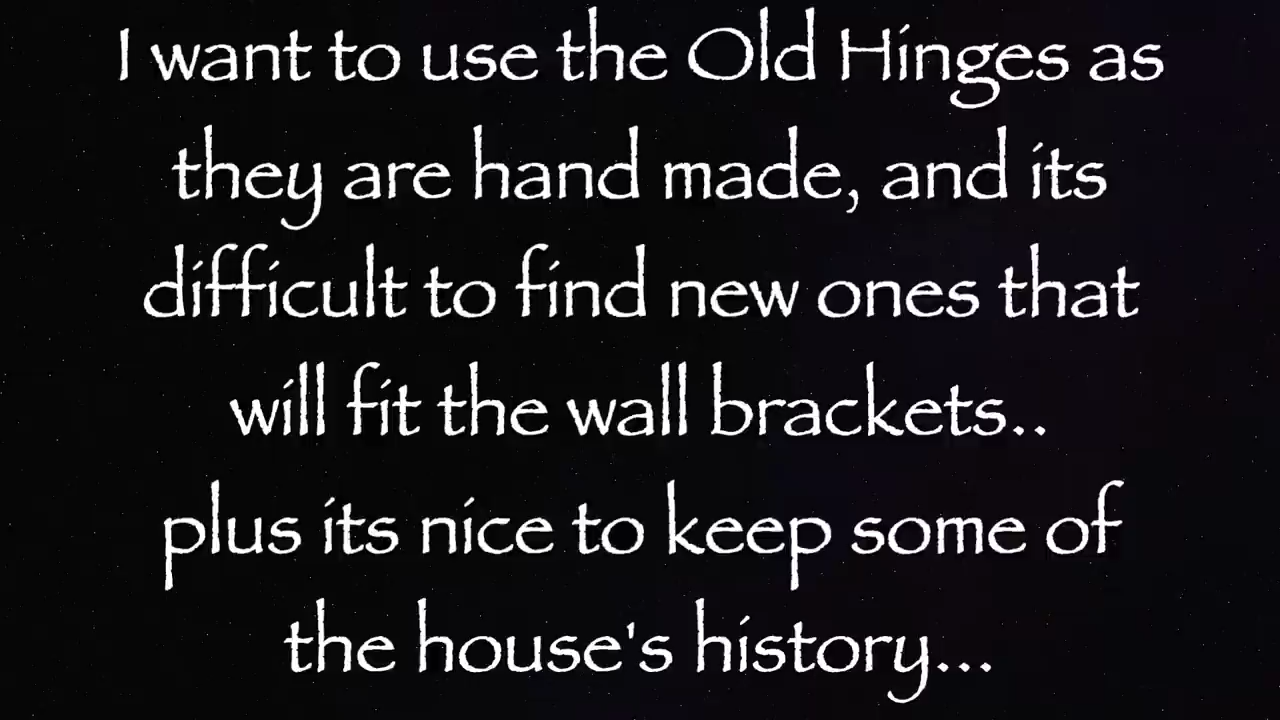 I want to use the Old Hinges as
they are hand made, and its
difficult to find new ones that
will fit the wall brackets..
plus its nice to keep some of
the house's history...